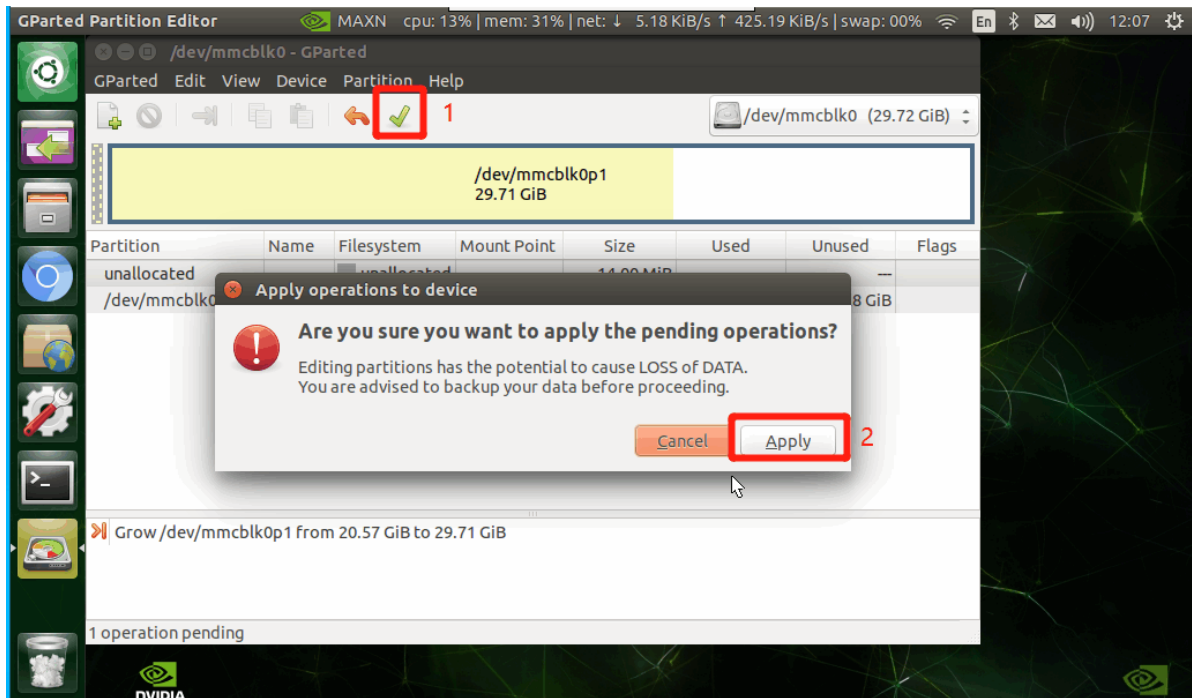 GParted Partition Editor MAXN cpu: 13% | mem: 31% | net: ↓ 5.18 KiB/s ↑ 425.19 KiB/s | swap: 00% En 12:07
/dev/mmcblk0 - GParted
GParted Edit View Device Partition Help
1
/dev/mmcblk0 (29.72 GiB)
/dev/mmcblk0p1
29.71 GiB
Partition Name Filesystem Mount Point Size Used Unused Flags
unallocated unallocated 14.00 MiB ---
/dev/mmcblk0 8 GiB
Apply operations to device
Are you sure you want to apply the pending operations?
Editing partitions has the potential to cause LOSS of DATA.
You are advised to backup your data before proceeding.
Cancel Apply 2
Grow /dev/mmcblk0p1 from 20.57 GiB to 29.71 GiB
1 operation pending
NVIDIA